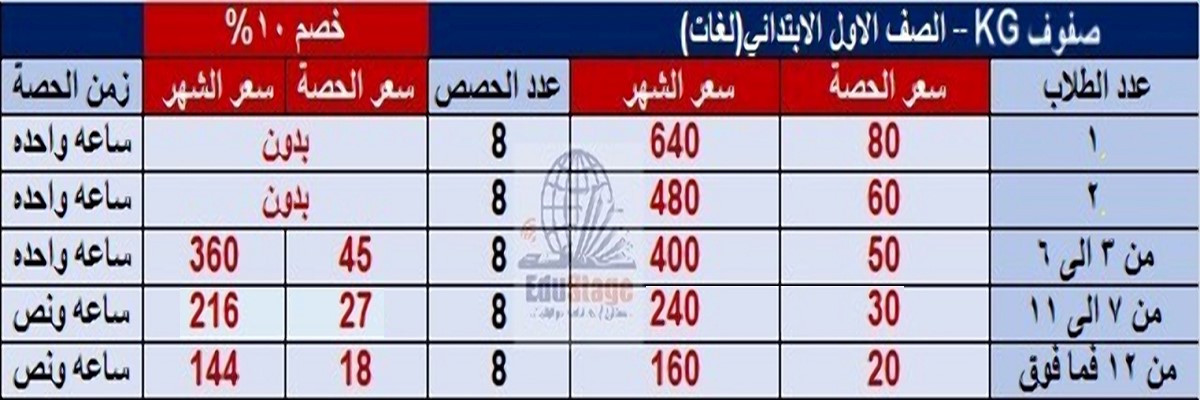 صفوف KG – الصف الاول الابتدائي(لغات) خصم ١٠%
عدد الطلاب سعر الحصة سعر الشهر عدد الحصص سعر الحصة سعر الشهر زمن الحصة
١ 80 640 8 بدون ساعه واحده
٢ 60 480 8 بدون ساعه واحده
من ٣ الى ٦ 50 400 8 45 360 ساعه واحده
من ٧ الى ١١ 30 240 8 27 216 ساعه ونص
من ١٢ فما فوق 20 160 8 18 144 ساعه ونص
EduStage